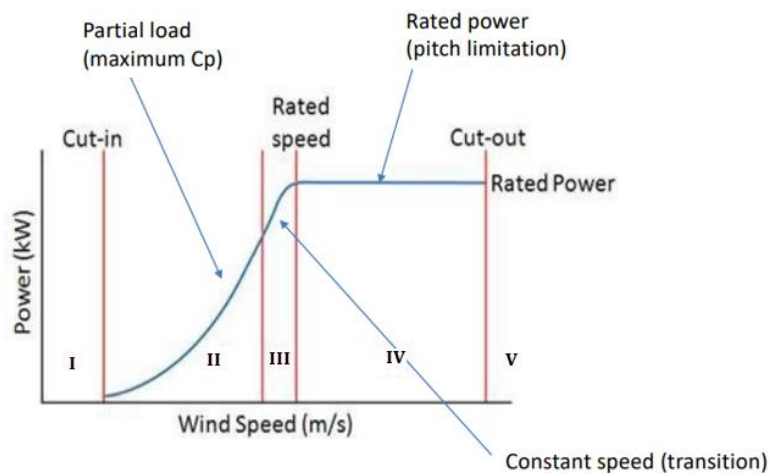 Partial load
(maximum Cp)
Rated power
(pitch limitation)
Rated
speed
Cut-in
Cut-out
Rated Power
Power (kW)
I
II
III
IV
V
Wind Speed (m/s)
Constant speed (transition)